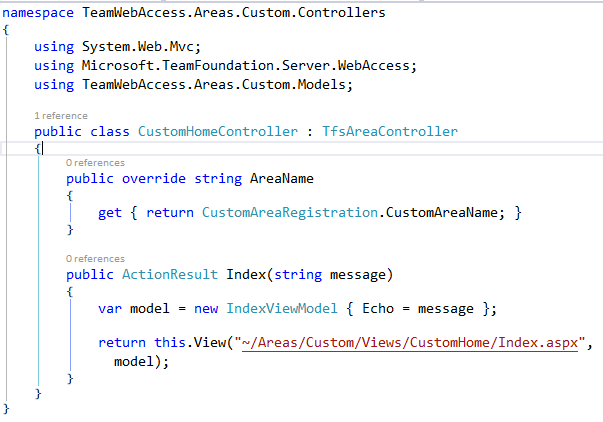 namespace TeamWebAccess.Areas.Custom.Controllers
{
    using System.Web.Mvc;
    using Microsoft.TeamFoundation.Server.WebAccess;
    using TeamWebAccess.Areas.Custom.Models;
    1 reference
    public class CustomHomeController : TfsAreaController
    {
        0 references
        public override string AreaName
        {
            get { return CustomAreaRegistration.CustomAreaName; }
        }
        0 references
        public ActionResult Index(string message)
        {
            var model = new IndexViewModel { Echo = message };
            return this.View("~/Areas/Custom/Views/CustomHome/Index.aspx",
              model);
        }
    }
}